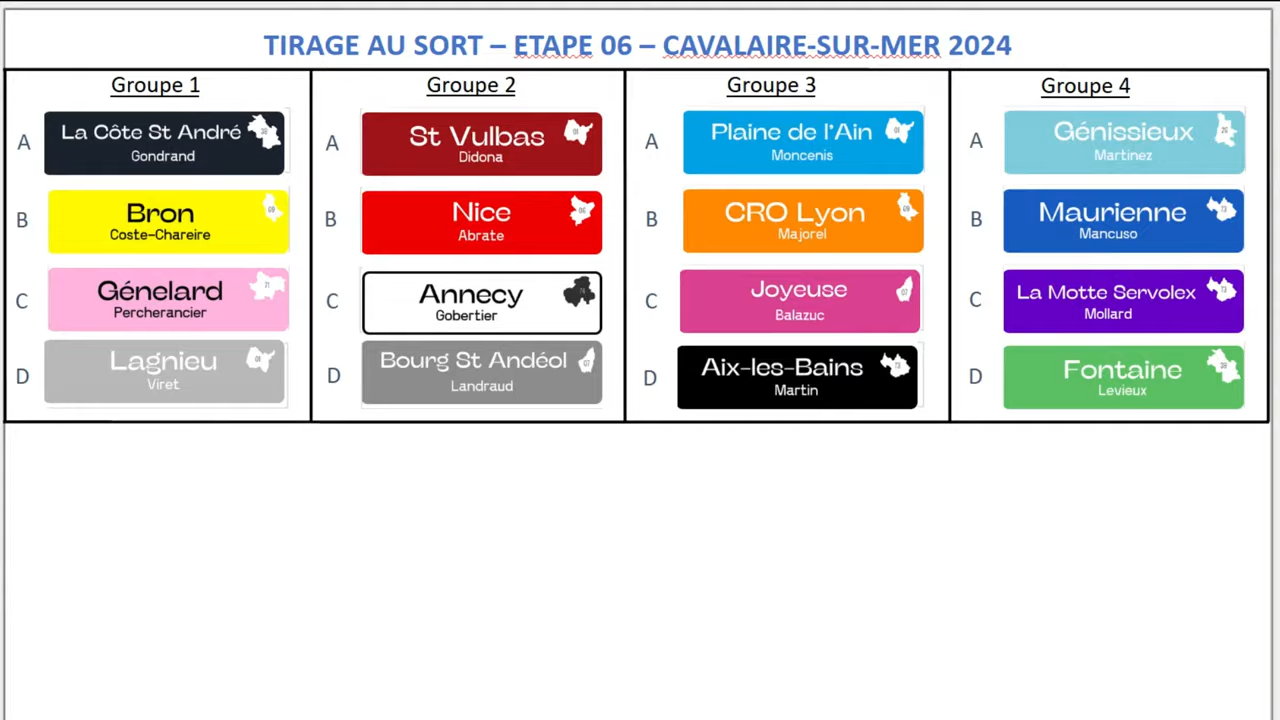 TIRAGE AU SORT – ETAPE 06 – CAVALAIRE-SUR-MER 2024
Groupe 1
A
La Côte St André
Gondrand
B
Bron
Coste-Chareire
C
Génelard
Percherancier
D
Lagnieu
Viret
Groupe 2
A
St Vulbas
Didona
B
Nice
Abrate
C
Annecy
Gobertier
D
Bourg St Andéol
Landraud
Groupe 3
A
Plaine de l'Ain
Moncenis
B
CRO Lyon
Majorel
C
Joyeuse
Balazuc
D
Aix-les-Bains
Martin
Groupe 4
A
Génissieux
Martinez
B
Maurienne
Mancuso
C
La Motte Servolex
Mollard
D
Fontaine
Levieux